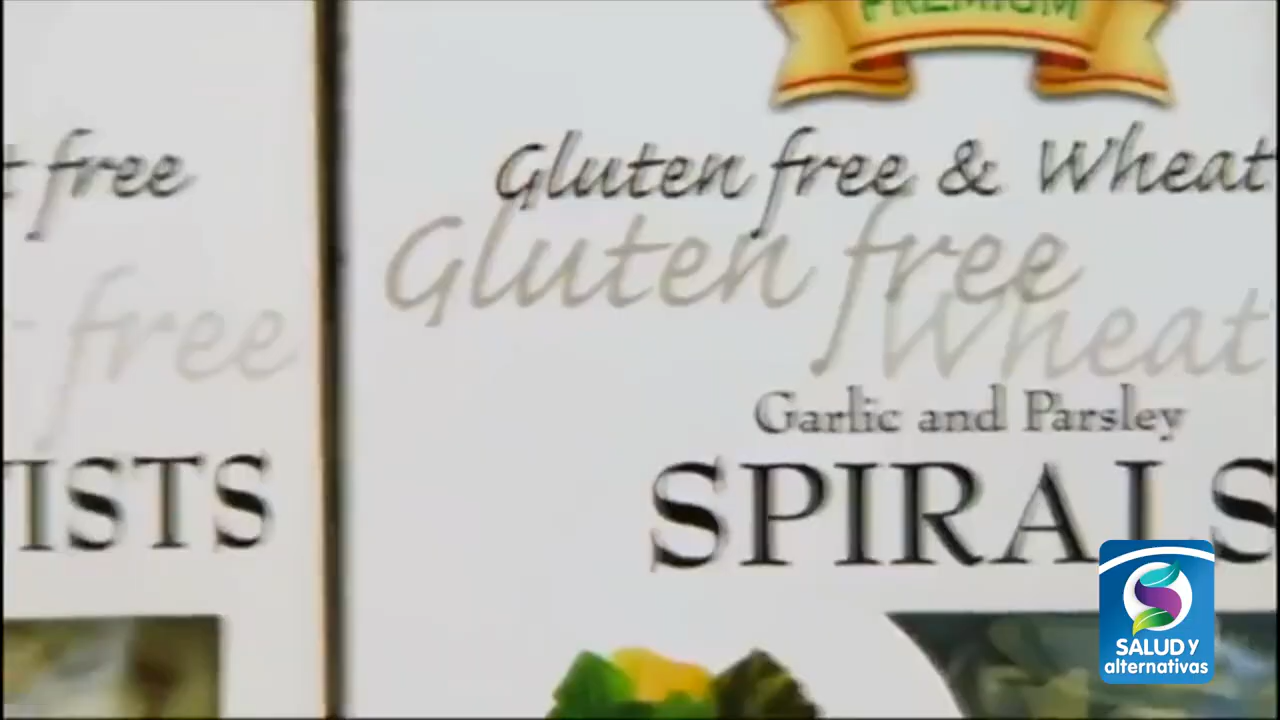 PREMIUM
t free
free
ISTS
Gluten free & Wheat
Gluten free
Wheat
Garlic and Parsley
SPIRALS
SALUD Y
alternativas